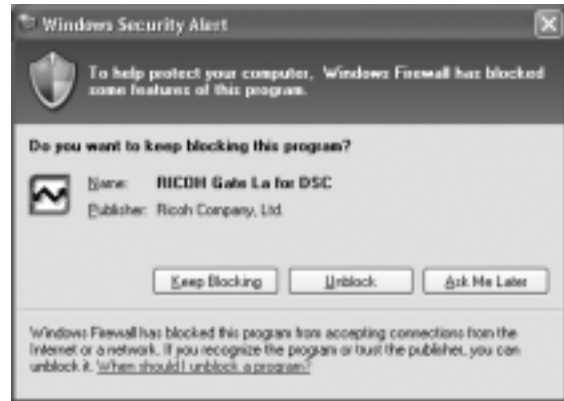 Windows Security Alert
To help protect your computer, Windows Firewall has blocked
some features of this program.
Do you want to keep blocking this program?
Name: RICOH Gate La for DSC
Publisher: Ricoh Company, Ltd.
Keep Blocking Unblock Ask Me Later
Windows Firewall has blocked this program from accepting connections from the
Internet or a network. If you recognize the program or trust the publisher, you can
unblock it. When should I unblock a program?